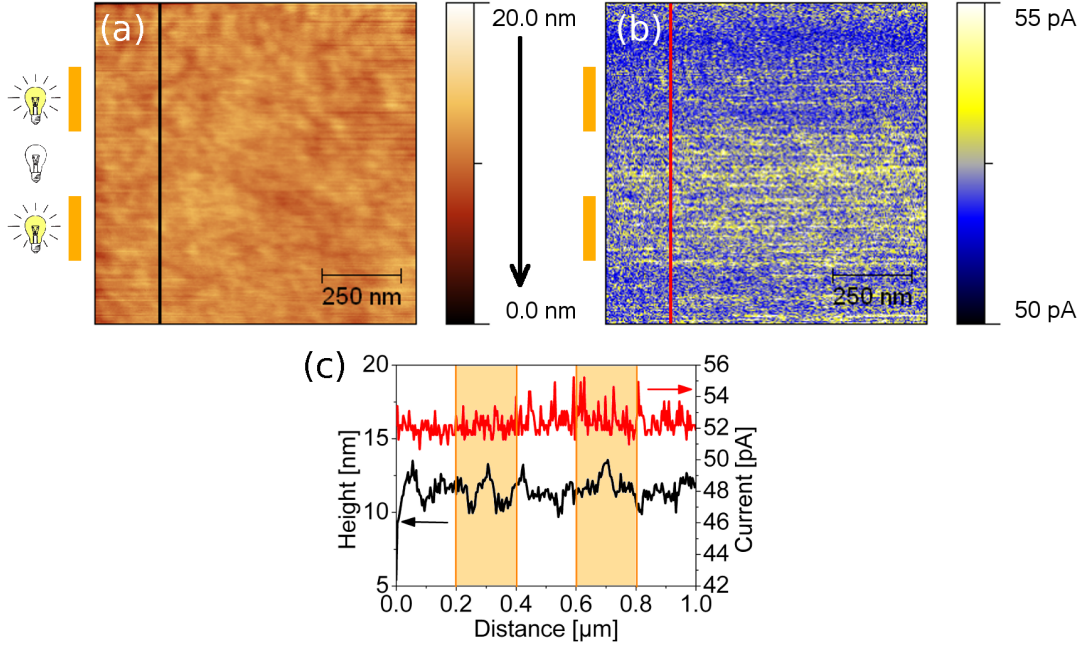 (a)
20.0 nm
0.0 nm
250 nm
(b)
55 pA
50 pA
250 nm
(c)
20
15
10
5
Height [nm]
56
54
52
50
48
46
44
42
Current [pA]
0.0 0.2 0.4 0.6 0.8 1.0
Distance [µm]